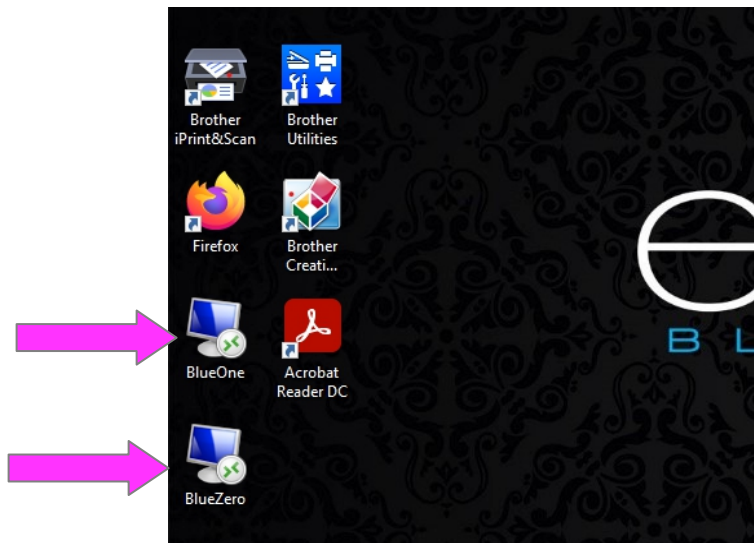 Brother
iPrint&Scan
Brother
Utilities
Firefox
Brother
Creati...
BlueOne
Acrobat
Reader DC
BlueZero
e
B L